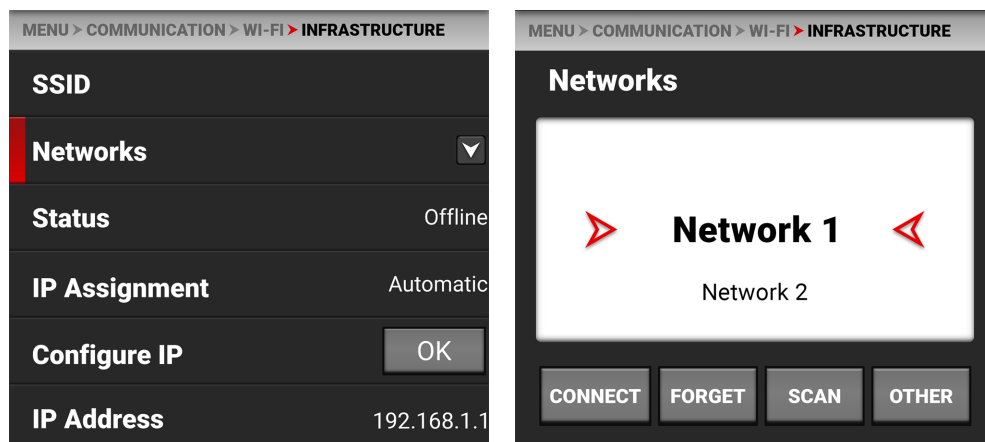 MENU > COMMUNICATION > WI-FI > INFRASTRUCTURE
SSID
Networks
Status Offline
IP Assignment Automatic
Configure IP OK
IP Address 192.168.1.1
MENU > COMMUNICATION > WI-FI > INFRASTRUCTURE
Networks
Network 1
Network 2
CONNECT FORGET SCAN OTHER